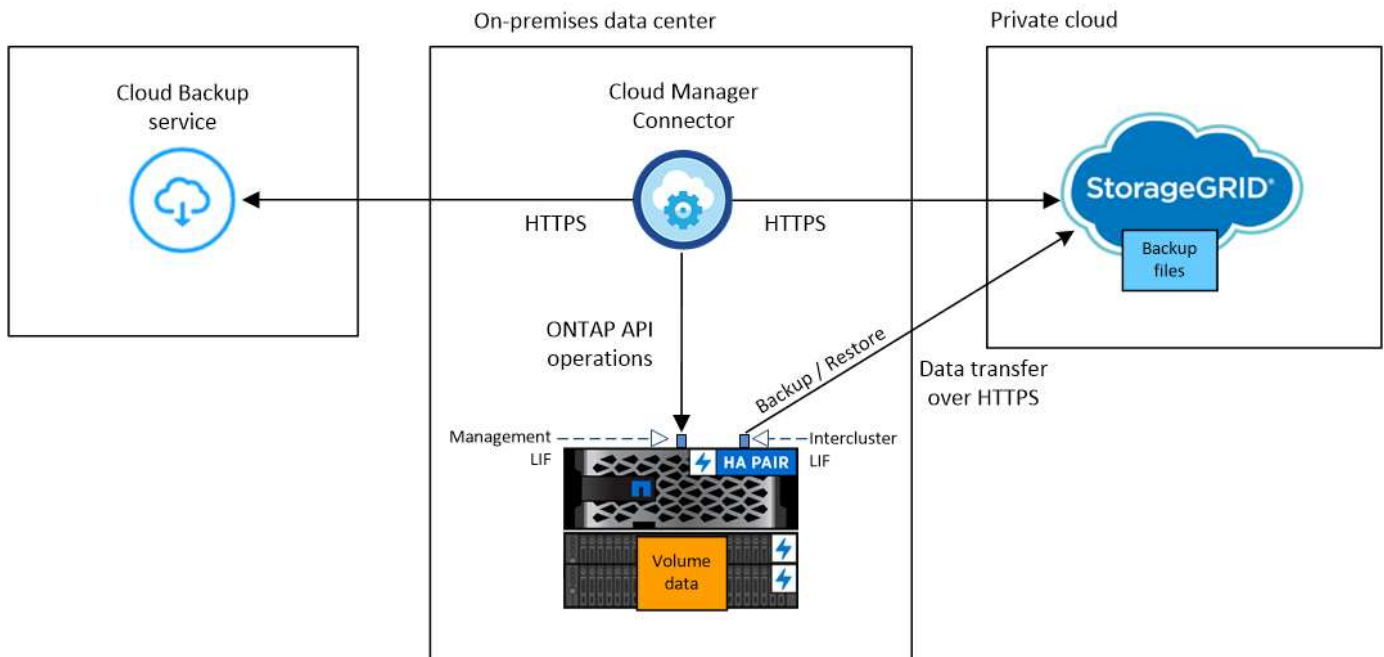 On-premises data center
Private cloud
Cloud Backup
service
Cloud Manager
Connector
StorageGRID®
Backup
files
HTTPS
HTTPS
ONTAP API
operations
Backup / Restore
Data transfer
over HTTPS
Management
LIF
Intercluster
LIF
HA PAIR
Volume
data